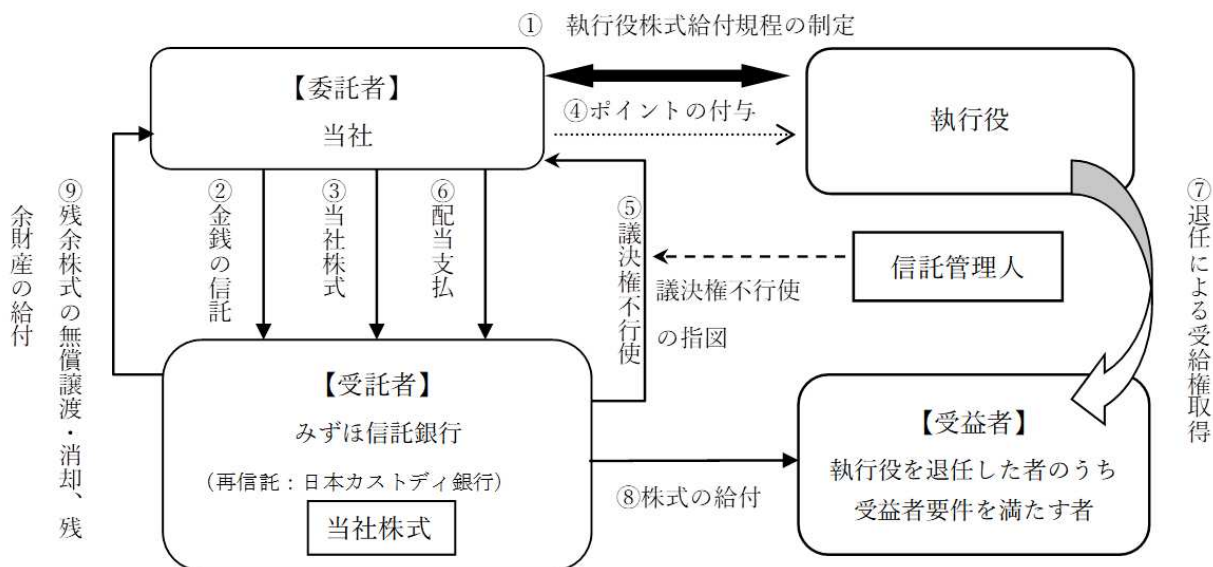 ① 執行役株式給付規程の制定
【委託者】
当社
④ポイントの付与
執行役
②金銭の信託
③当社株式
⑥配当支払
⑤議決権不行使
議決権不行使
の指図
信託管理人
⑦退任による受給権取得
⑨残余株式の無償譲渡・消却、残
余財産の給付
【受託者】
みずほ信託銀行
(再信託:日本カストディ銀行)
当社株式
⑧株式の給付
【受益者】
執行役を退任した者のうち
受益者要件を満たす者